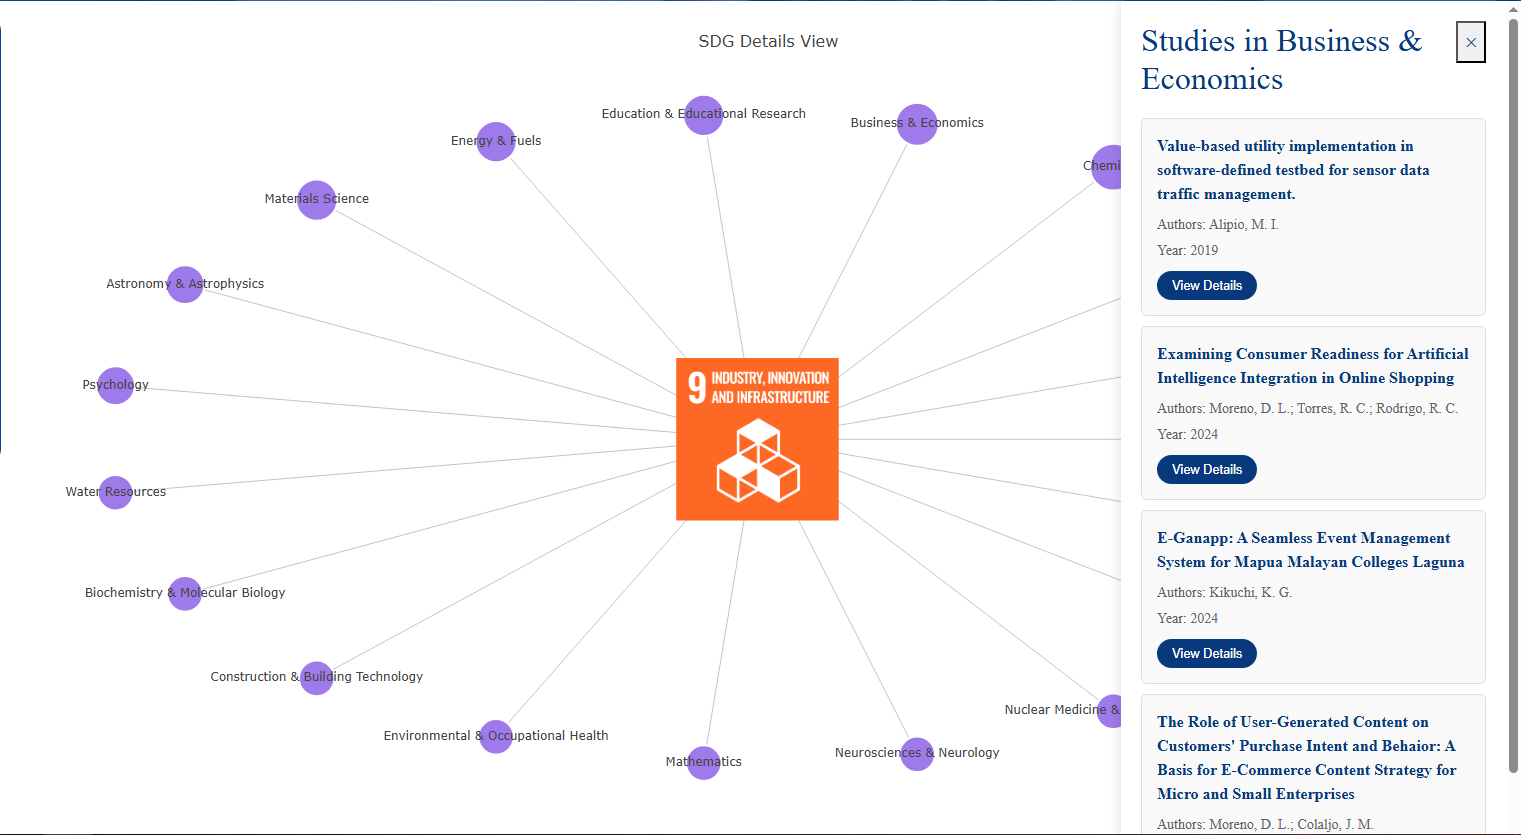 SDG Details View
Education & Educational Research
Business & Economics
Energy & Fuels
Chemi
Materials Science
Astronomy & Astrophysics
Psychology
9 INDUSTRY, INNOVATION
AND INFRASTRUCTURE
Water Resources
Biochemistry & Molecular Biology
Construction & Building Technology
Nuclear Medicine &
Environmental & Occupational Health
Neurosciences & Neurology
Mathematics
Studies in Business &
Economics
×
Value-based utility implementation in
software-defined testbed for sensor data
traffic management.
Authors: Alipio, M. I.
Year: 2019
View Details
Examining Consumer Readiness for Artificial
Intelligence Integration in Online Shopping
Authors: Moreno, D. L.; Torres, R. C.; Rodrigo, R. C.
Year: 2024
View Details
E-Ganapp: A Seamless Event Management
System for Mapua Malayan Colleges Laguna
Authors: Kikuchi, K. G.
Year: 2024
View Details
The Role of User-Generated Content on
Customers' Purchase Intent and Behaior: A
Basis for E-Commerce Content Strategy for
Micro and Small Enterprises
Authors: Moreno, D. L.; Colaljo, J. M.